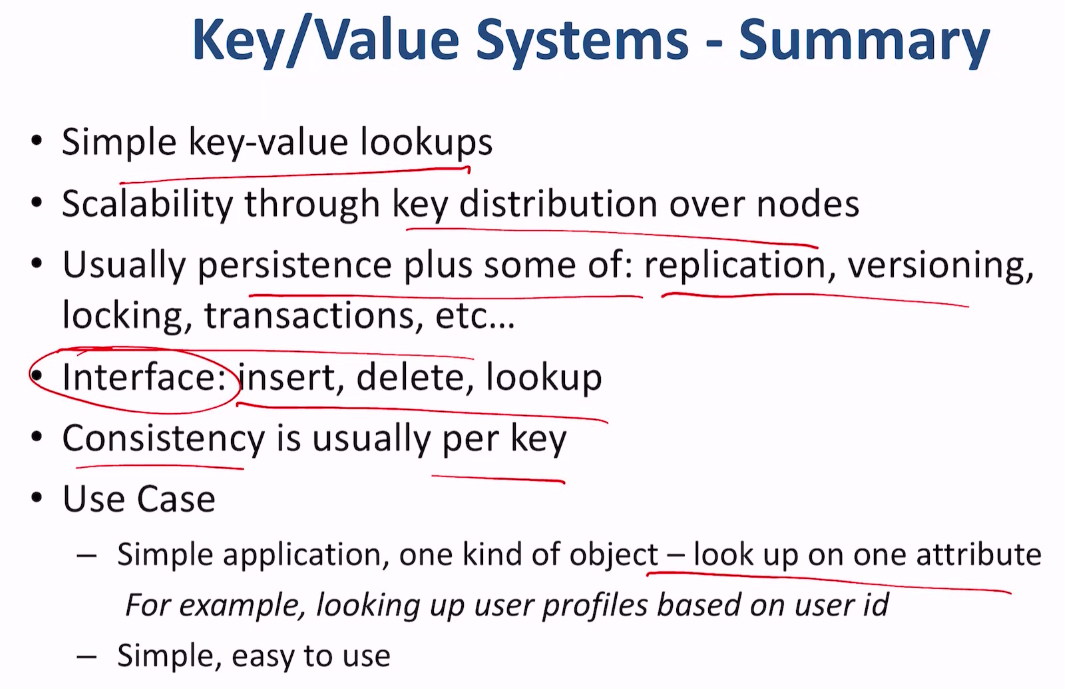 Key/Value Systems - Summary
• Simple key-value lookups
• Scalability through key distribution over nodes
• Usually persistence plus some of: replication, versioning,
locking, transactions, etc...
• Interface: insert, delete, lookup
• Consistency is usually per key
• Use Case
– Simple application, one kind of object – look up on one attribute
For example, looking up user profiles based on user id
– Simple, easy to use